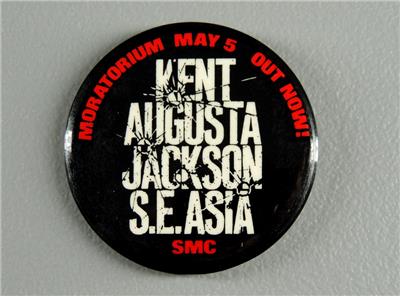 MORATORIUM MAY 5 OUT NOW!
KENT
AUGUSTA
JACKSON
S.E.ASIA
SMC